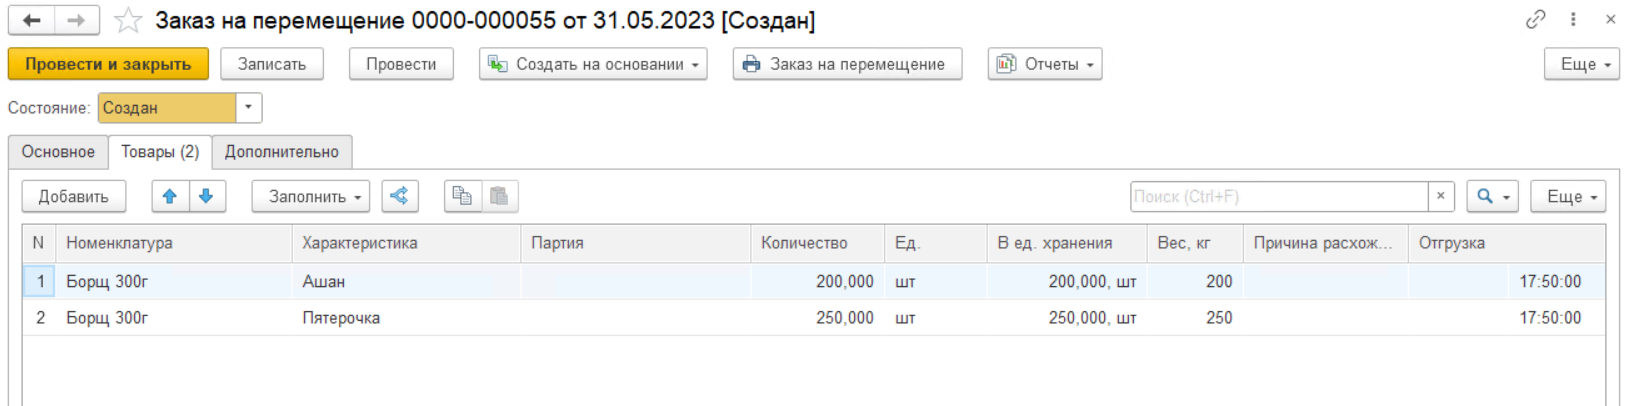 Заказ на перемещение 0000-000055 от 31.05.2023 [Создан]
Провести и закрыть Записать Провести Создать на основании Заказ на перемещение Отчеты Еще
Состояние: Создан
Основное Товары (2) Дополнительно
Добавить Заполнить Поиск (Ctrl+F) × Еще
N Номенклатура Характеристика Партия Количество Ед. В ед. хранения Вес, кг Причина расхож... Отгрузка
1 Борщ 300г Ашан 200,000 шт 200,000, шт 200 17:50:00
2 Борщ 300г Пятерочка 250,000 шт 250,000, шт 250 17:50:00